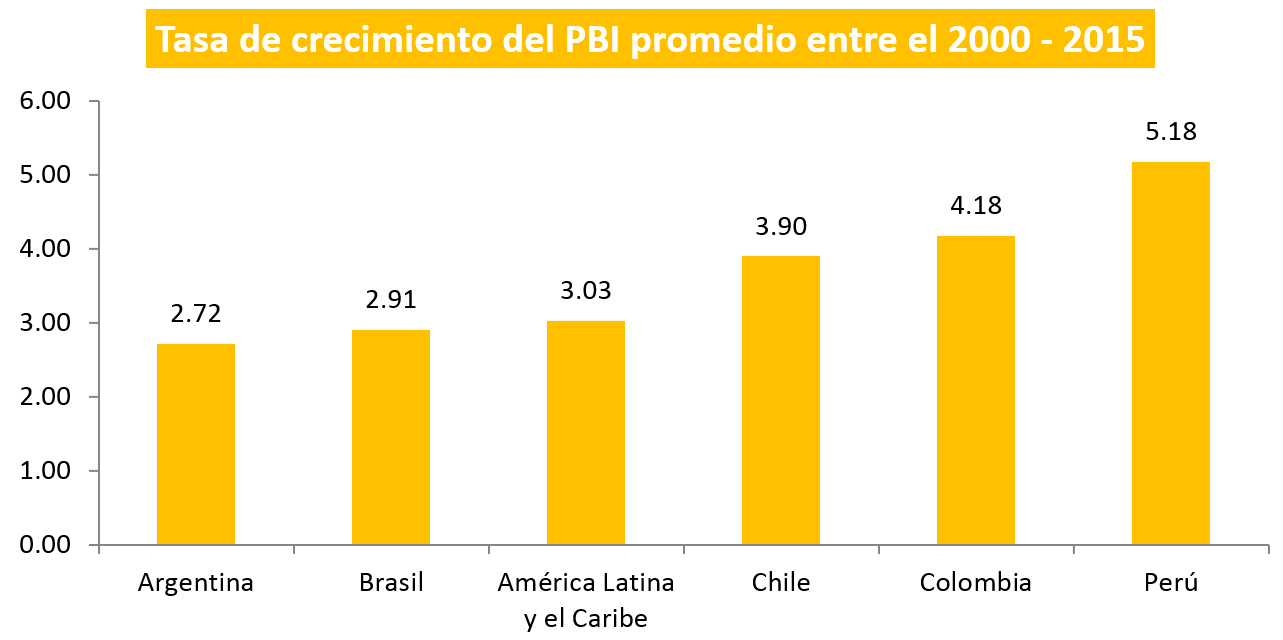 Tasa de crecimiento del PBI promedio entre el 2000 - 2015
6.00
5.00
4.00
3.00
2.00
1.00
0.00
2.72
2.91
3.03
3.90
4.18
5.18
Argentina
Brasil
América Latina
y el Caribe
Chile
Colombia
Perú